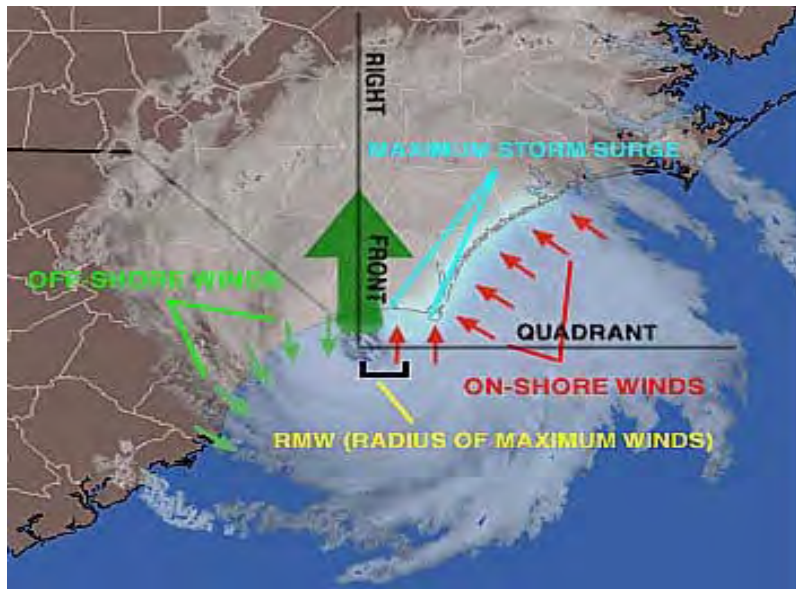 RIGHT
MAXIMUM STORM SURGE
FRONT
OFF-SHORE WINDS
QUADRANT
ON-SHORE WINDS
RMW (RADIUS OF MAXIMUM WINDS)